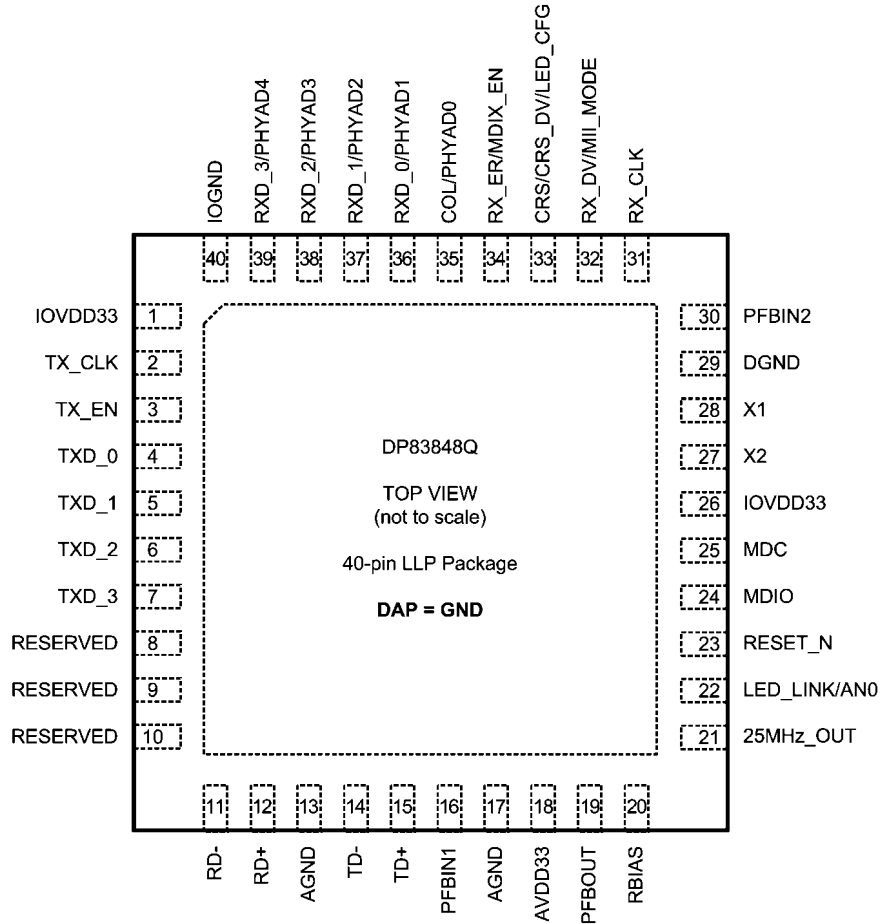 IOGND
RXD_3/PHYAD4
RXD_2/PHYAD3
RXD_1/PHYAD2
RXD_0/PHYAD1
COL/PHYAD0
RX_ER/MDIX_EN
CRS/CRS_DV/LED_CFG
RX_DV/MII_MODE
RX_CLK
40 39 38 37 36 35 34 33 32 31
IOVDD33 1
TX_CLK 2
TX_EN 3
TXD_0 4
TXD_1 5
TXD_2 6
TXD_3 7
RESERVED 8
RESERVED 9
RESERVED 10
DP83848Q
TOP VIEW
(not to scale)
40-pin LLP Package
DAP = GND
30 PFBIN2
29 DGND
28 X1
27 X2
26 IOVDD33
25 MDC
24 MDIO
23 RESET_N
22 LED_LINK/AN0
21 25MHz_OUT
11 12 13 14 15 16 17 18 19 20
RD-
RD+
AGND
TD-
TD+
PFBIN1
AGND
AVDD33
PFBOUT
RBIAS